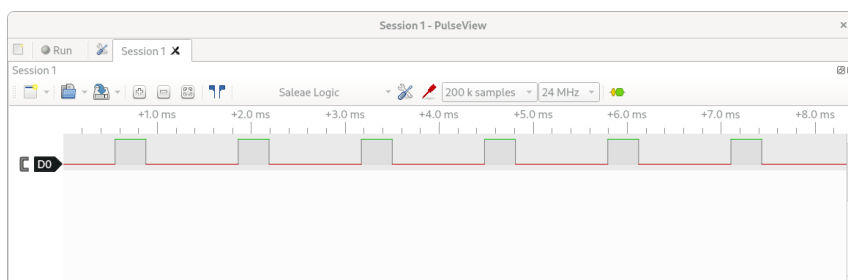 Session 1 - PulseView
Run
Session 1
Session 1
Saleae Logic
200 k samples
24 MHz
+1.0 ms +2.0 ms +3.0 ms +4.0 ms +5.0 ms +6.0 ms +7.0 ms +8.0 ms
D0